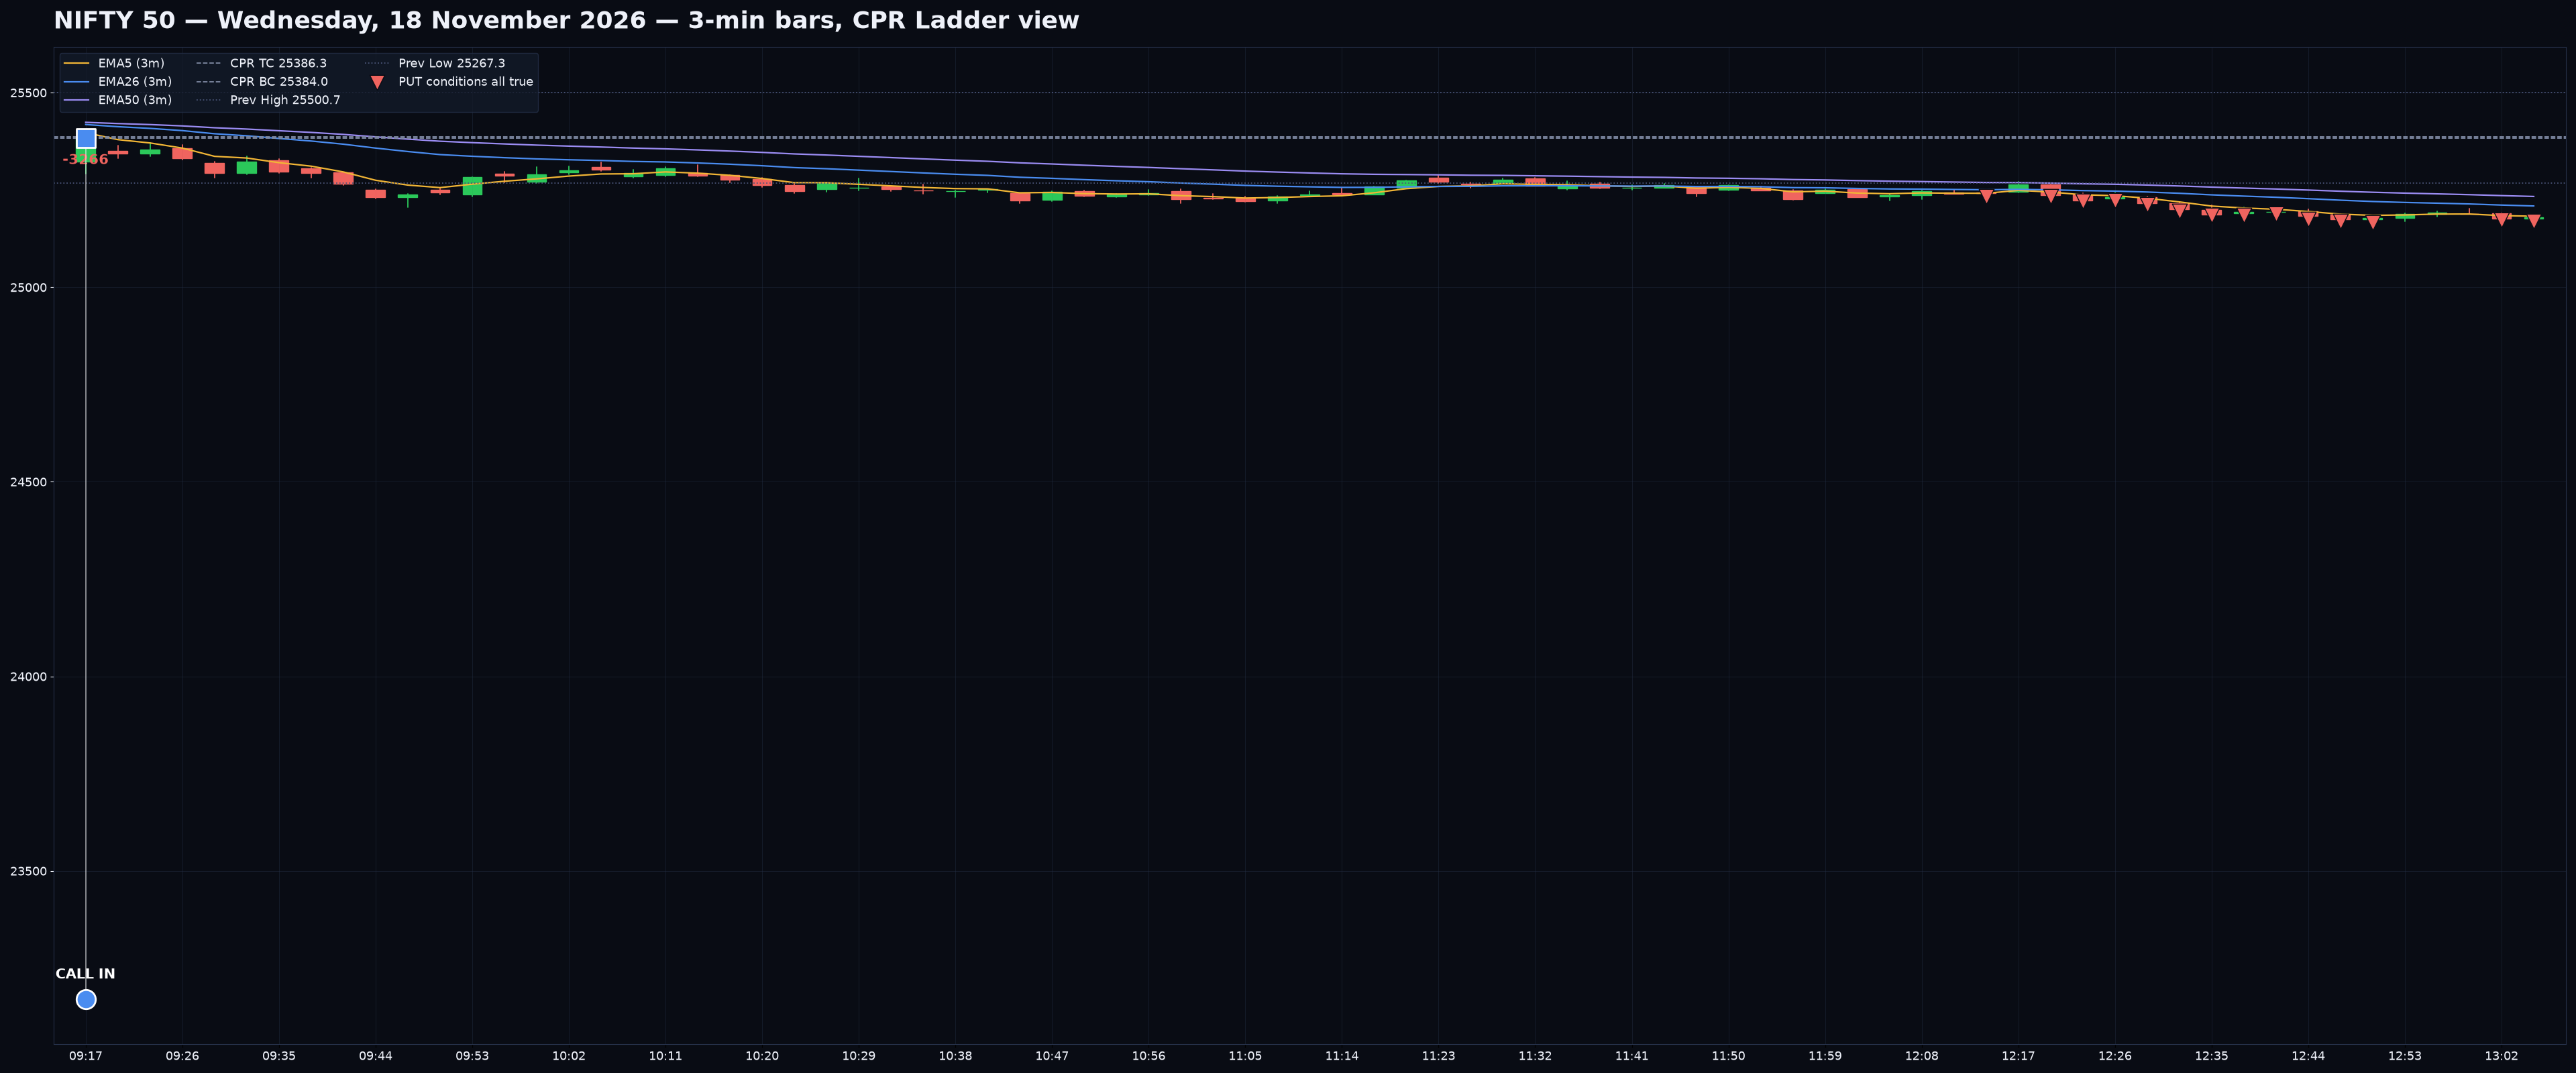 NIFTY 50 — Wednesday, 18 November 2026 — 3-min bars, CPR Ladder view
EMA5 (3m)
EMA26 (3m)
EMA50 (3m)
CPR TC 25386.3
CPR BC 25384.0
Prev High 25500.7
Prev Low 25267.3
PUT conditions all true
25500
25000
24500
24000
23500
CALL IN
09:17 09:26 09:35 09:44 09:53 10:02 10:11 10:20 10:29 10:38 10:47 10:56 11:05 11:14 11:23 11:32 11:41 11:50 11:59 12:08 12:17 12:26 12:35 12:44 12:53 13:02